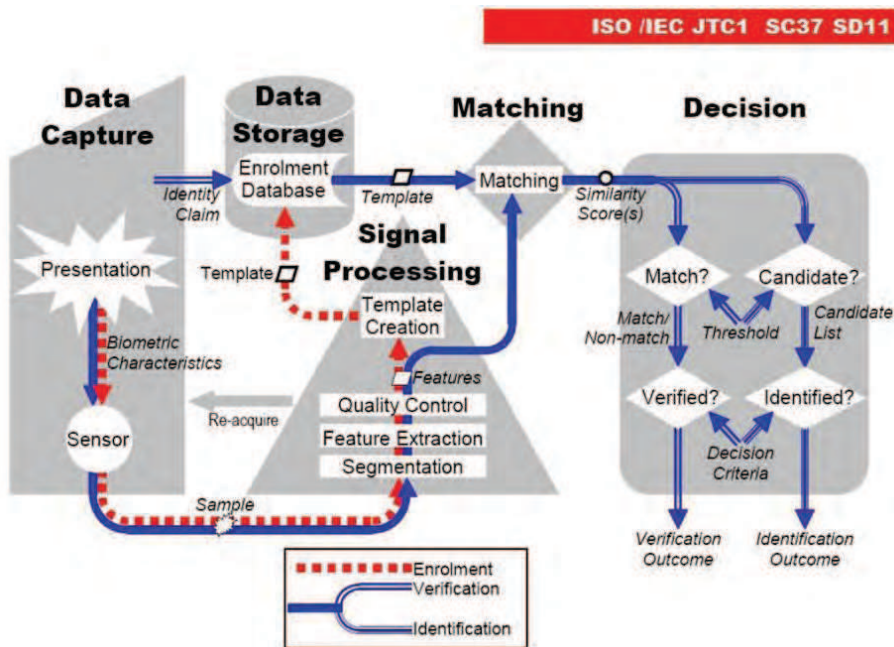 ISO /IEC JTC1 SC37 SD11
Data
Capture
Data
Storage
Matching
Decision
Identity
Claim
Enrolment
Database
Template
Matching
Similarity
Score(s)
Signal
Processing
Presentation
Template
Template
Creation
Match?
Candidate?
Biometric
Characteristics
Match/
Non-match
Threshold
Candidate
List
Features
Re-acquire
Quality Control
Feature Extraction
Segmentation
Sensor
Verified?
Identified?
Decision
Criteria
Sample
Verification
Outcome
Identification
Outcome
Enrolment
Verification
Identification